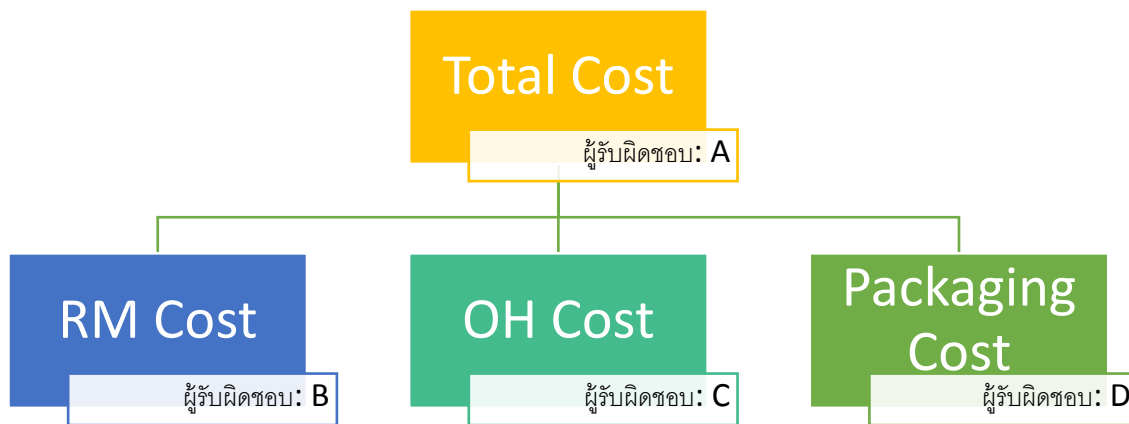 Total Cost
ผู้รับผิดชอบ: A
RM Cost
ผู้รับผิดชอบ: B
OH Cost
ผู้รับผิดชอบ: C
Packaging
Cost
ผู้รับผิดชอบ: D